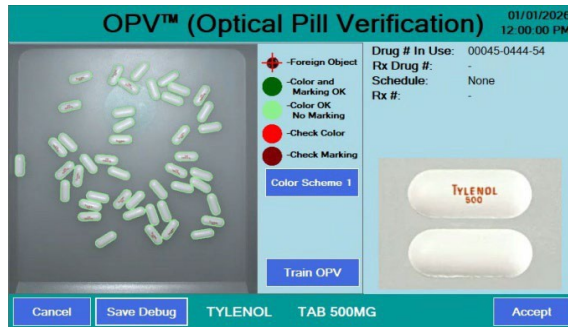 OPV™ (Optical Pill Verification)
01/01/2026
12:00:00 PM
-Foreign Object
-Color and
Marking OK
-Color OK
No Marking
-Check Color
-Check Marking
Color Scheme 1
Train OPV
Drug # In Use: 00045-0444-54
Rx Drug #: -
Schedule: None
Rx #: -
TYLENOL
500
Cancel
Save Debug
TYLENOL TAB 500MG
Accept